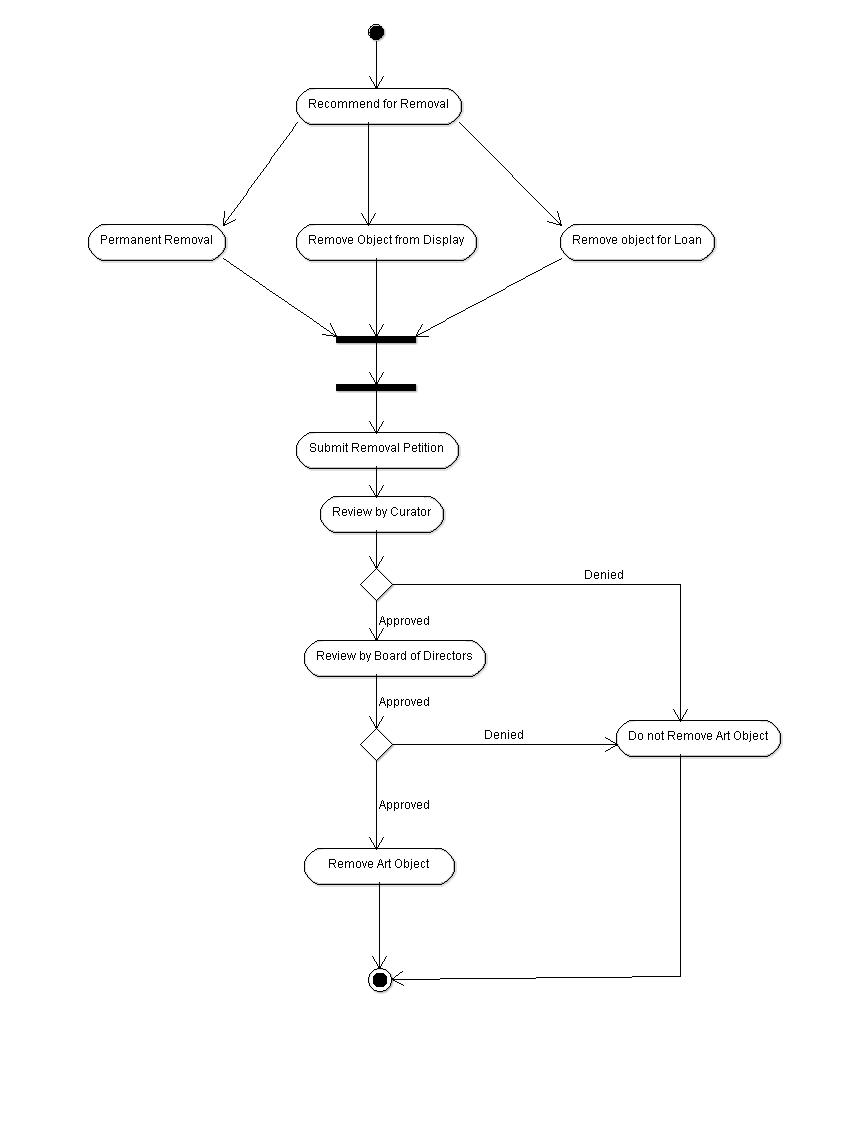 Recommend for Removal
Permanent Removal
Remove Object from Display
Remove object for Loan
Submit Removal Petition
Review by Curator
Denied
Approved
Review by Board of Directors
Approved
Denied
Do not Remove Art Object
Approved
Remove Art Object